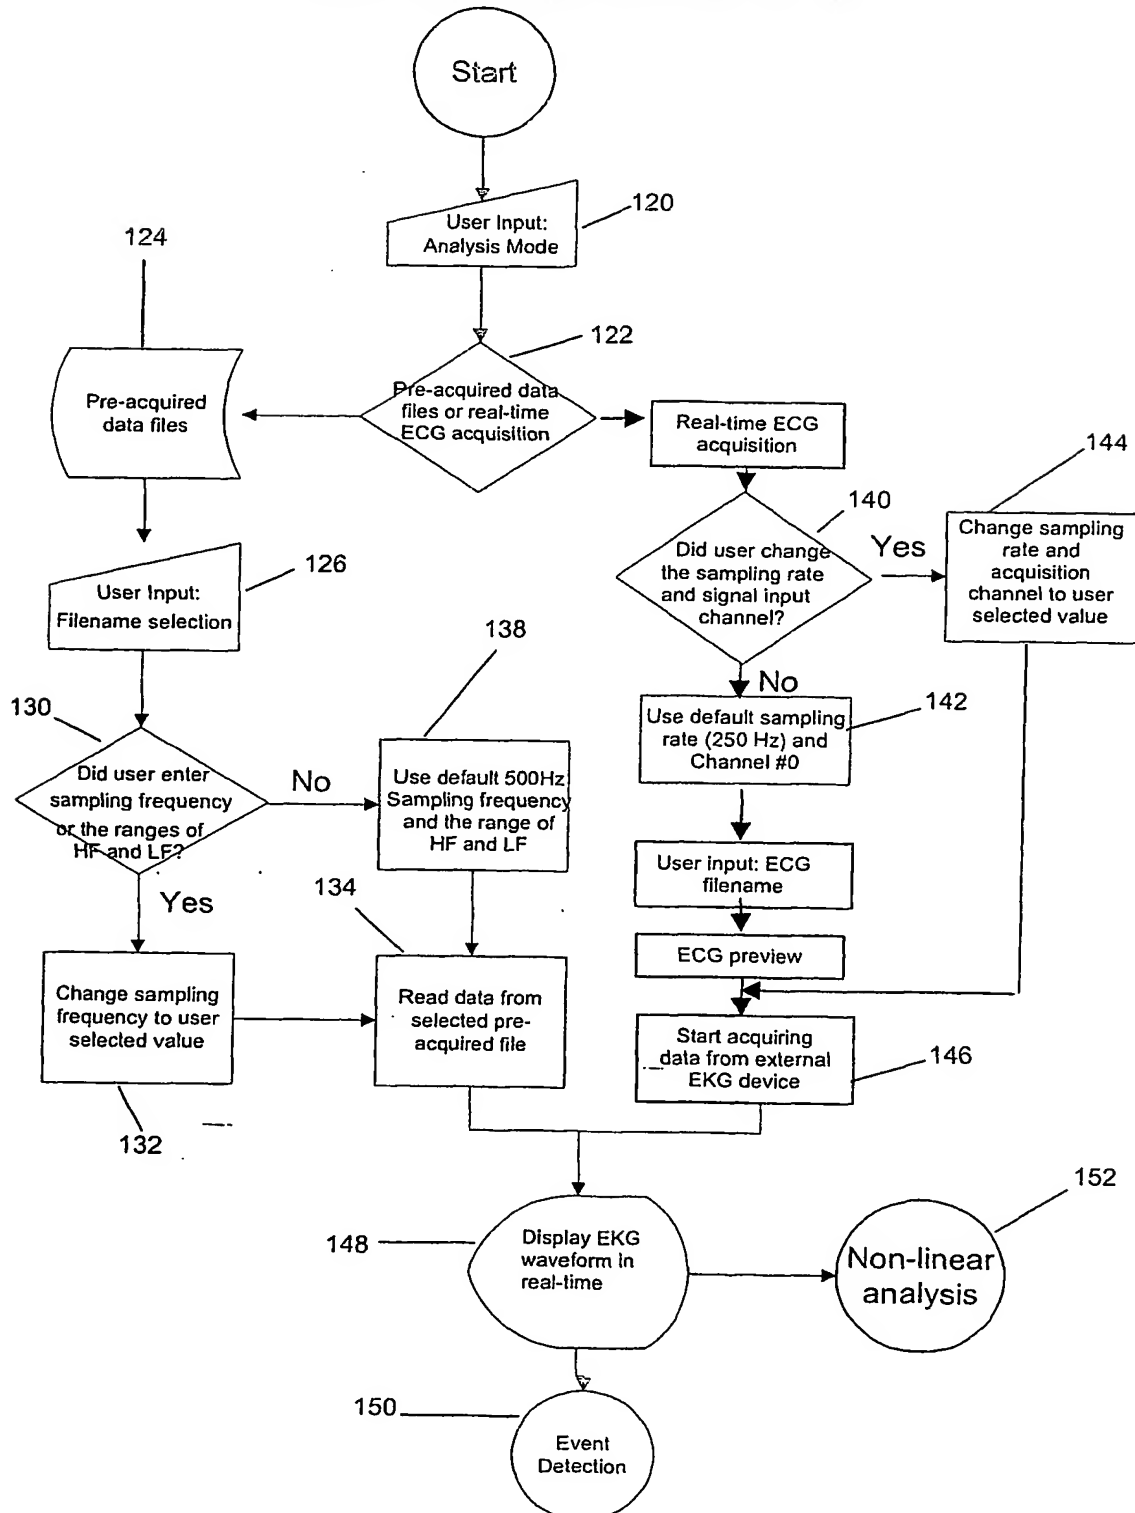 Start
User Input:
Analysis Mode
120
124
122
Pre-acquired data
files or real-time
ECG acquisition
Pre-acquired
data files
Real-time ECG
acquisition
144
140
Did user change
the sampling rate
and signal input
channel?
Yes
Change sampling
rate and
acquisition
channel to user
selected value
126
User Input:
Filename selection
138
No
142
Use default sampling
rate (250 Hz) and
Channel #0
130
Did user enter
sampling frequency
or the ranges of
HF and LF?
No
Use default 500Hz
Sampling frequency
and the range of
HF and LF
User input: ECG
filename
Yes
134
ECG preview
Change sampling
frequency to user
selected value
Read data from
selected pre-
acquired file
Start acquiring
data from external
EKG device
146
132
152
148
Display EKG
waveform in
real-time
Non-linear
analysis
150
Event
Detection